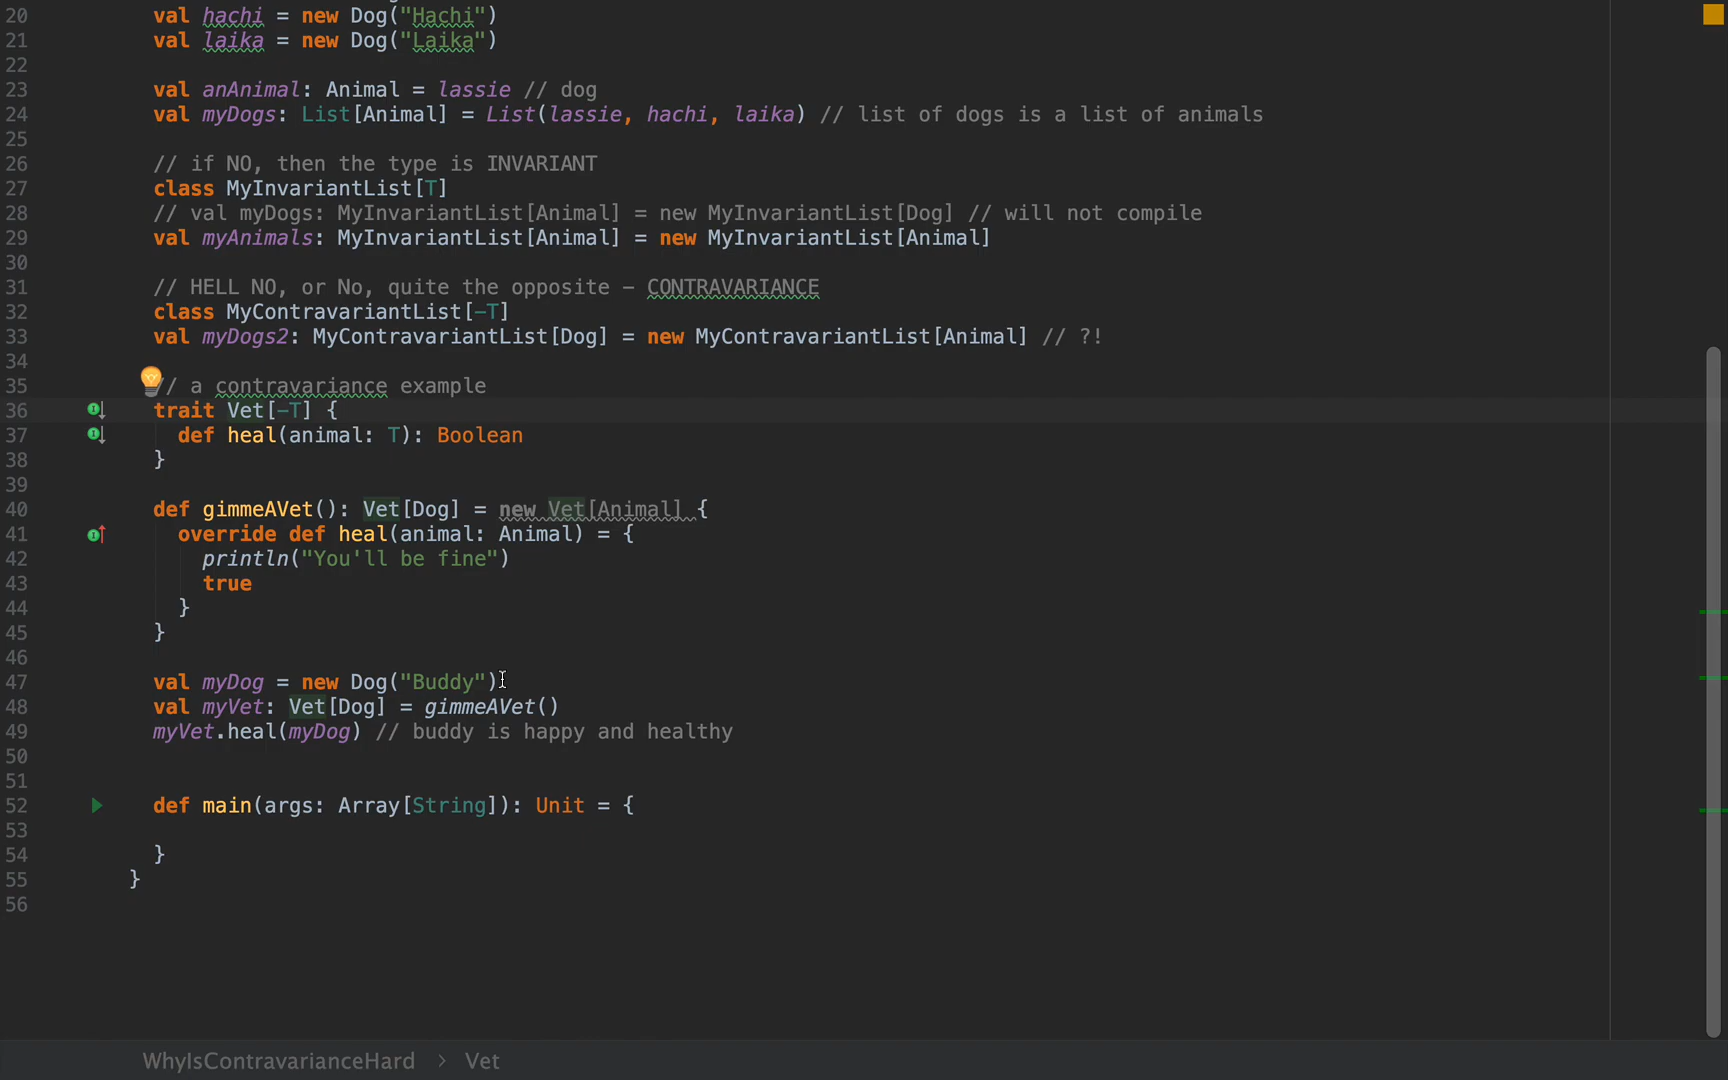 20 val hachi = new Dog("Hachi")
21 val laika = new Dog("Laika")
22
23 val anAnimal: Animal = lassie // dog
24 val myDogs: List[Animal] = List(lassie, hachi, laika) // list of dogs is a list of animals
25
26 // if NO, then the type is INVARIANT
27 class MyInvariantList[T]
28 // val myDogs: MyInvariantList[Animal] = new MyInvariantList[Dog] // will not compile
29 val myAnimals: MyInvariantList[Animal] = new MyInvariantList[Animal]
30
31 // HELL NO, or No, quite the opposite - CONTRAVARIANCE
32 class MyContravariantList[-T]
33 val myDogs2: MyContravariantList[Dog] = new MyContravariantList[Animal] // ?!
34
35 // a contravariance example
36 trait Vet[-T] {
37 def heal(animal: T): Boolean
38 }
39
40 def gimmeAVet(): Vet[Dog] = new Vet[Animal] {
41 override def heal(animal: Animal) = {
42 println("You'll be fine")
43 true
44 }
45 }
46
47 val myDog = new Dog("Buddy")
48 val myVet: Vet[Dog] = gimmeAVet()
49 myVet.heal(myDog) // buddy is happy and healthy
50
51
52 def main(args: Array[String]): Unit = {
53
54 }
55 }
56
WhyIsContravarianceHard > Vet